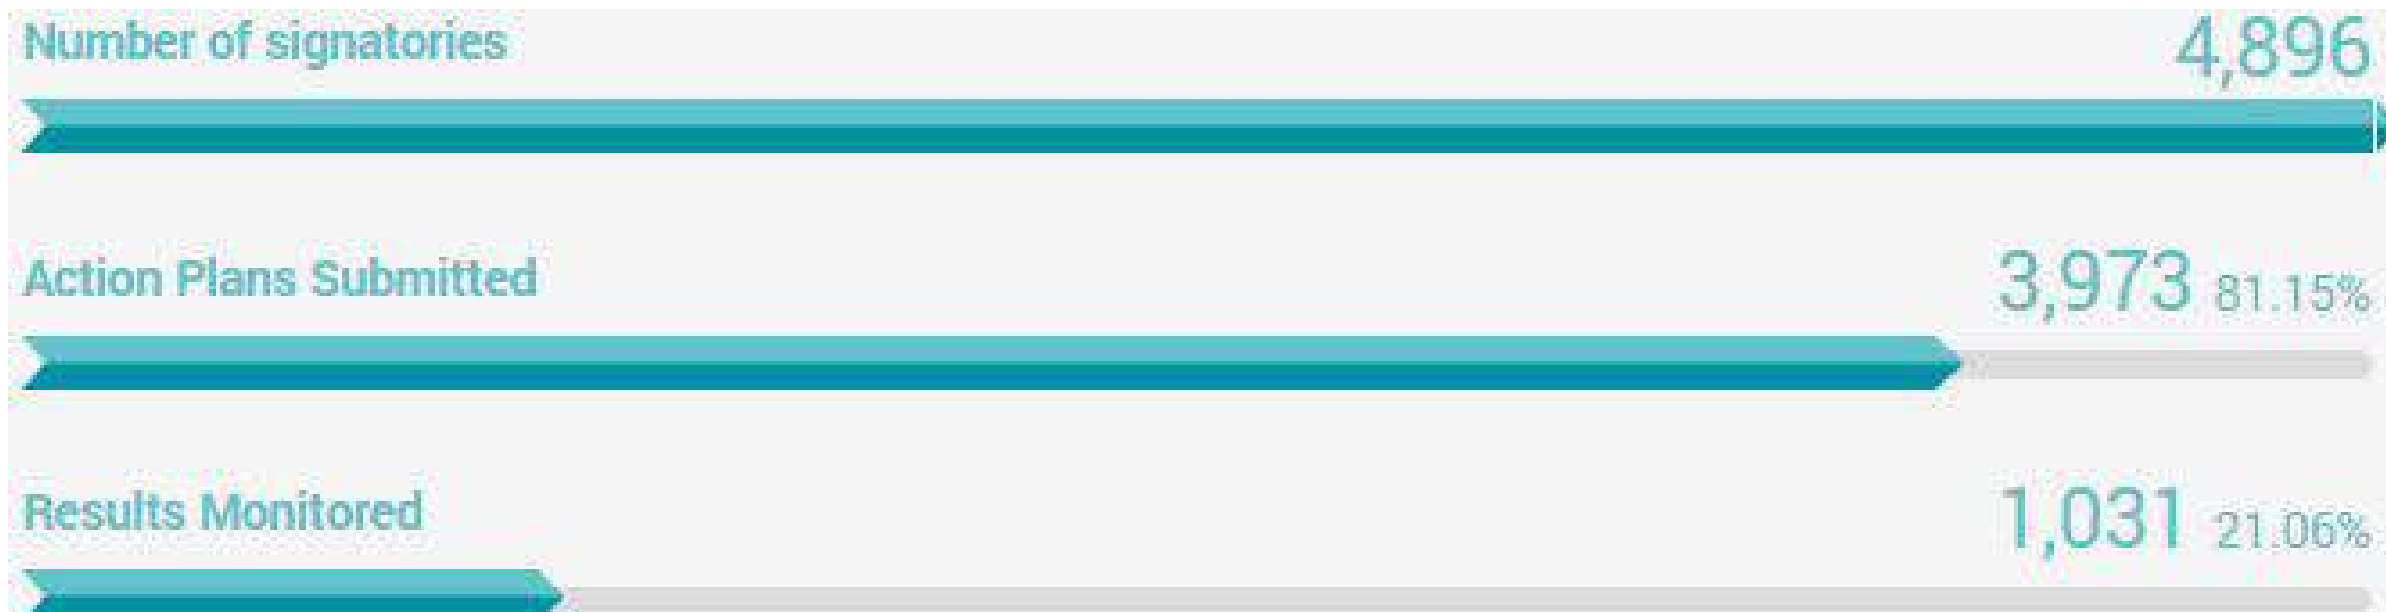 Number of signatories 4,896
Action Plans Submitted 3,973 81.15%
Results Monitored 1,031 21.06%